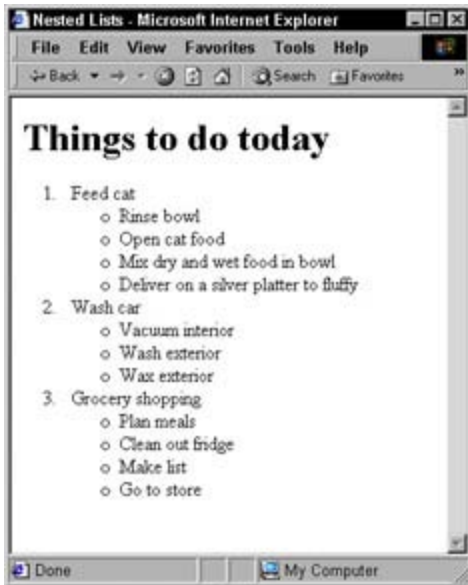 Nested Lists - Microsoft Internet Explorer
File Edit View Favorites Tools Help
Back Search Favorites »
Things to do today
1. Feed cat
o Rinse bowl
o Open cat food
o Mix dry and wet food in bowl
o Deliver on a silver platter to fluffy
2. Wash car
o Vacuum interior
o Wash exterior
o Wax exterior
3. Grocery shopping
o Plan meals
o Clean out fridge
o Make list
o Go to store
Done My Computer